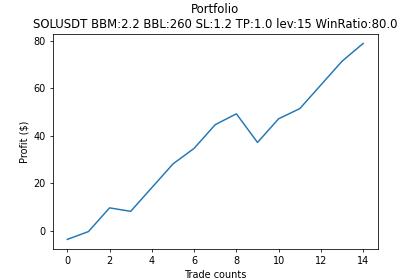 Portfolio
SOLUSDT BBM:2.2 BBL:260 SL:1.2 TP:1.0 lev:15 WinRatio:80.0
80
60
40
20
0
Profit ($)
0 2 4 6 8 10 12 14
Trade counts